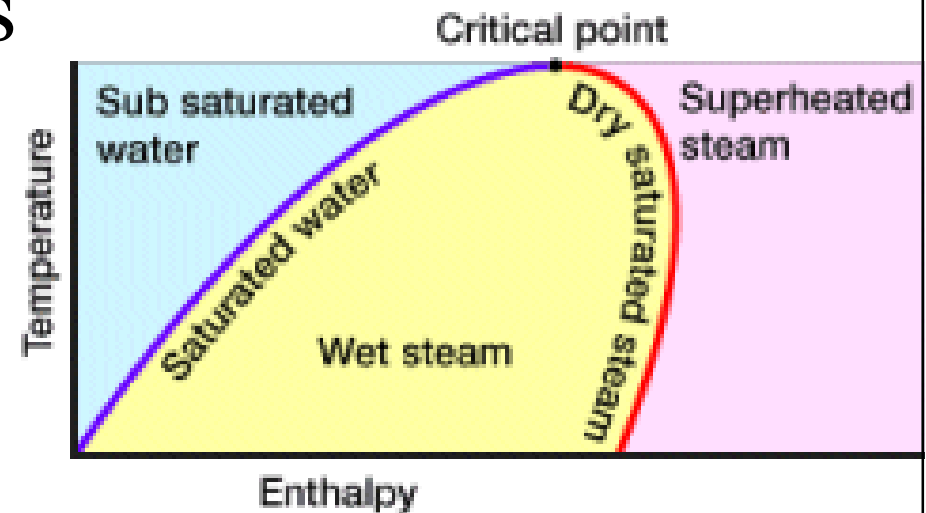 s
Critical point
Sub saturated
water
Dry saturated steam
Superheated
steam
Saturated water
Wet steam
Temperature
Enthalpy